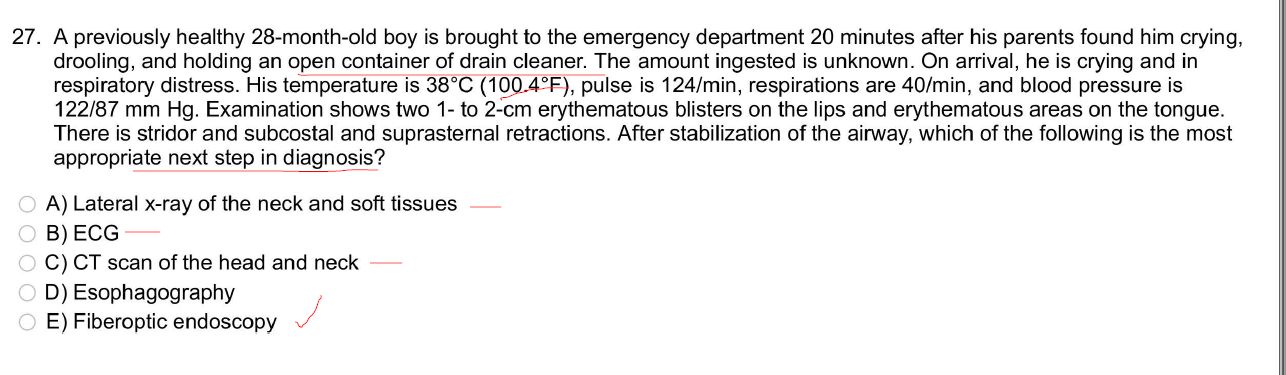 27. A previously healthy 28-month-old boy is brought to the emergency department 20 minutes after his parents found him crying,
drooling, and holding an open container of drain cleaner. The amount ingested is unknown. On arrival, he is crying and in
respiratory distress. His temperature is 38°C (100.4°F), pulse is 124/min, respirations are 40/min, and blood pressure is
122/87 mm Hg. Examination shows two 1- to 2-cm erythematous blisters on the lips and erythematous areas on the tongue.
There is stridor and subcostal and suprasternal retractions. After stabilization of the airway, which of the following is the most
appropriate next step in diagnosis?
A) Lateral x-ray of the neck and soft tissues
B) ECG
C) CT scan of the head and neck
D) Esophagography
E) Fiberoptic endoscopy